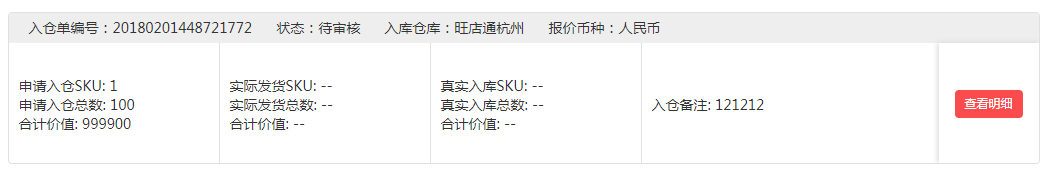 入仓单编号：20180201448721772 状态：待审核 入库仓库：旺店通杭州 报价币种：人民币
申请入仓SKU: 1
申请入仓总数: 100
合计价值: 999900
实际发货SKU: --
实际发货总数: --
合计价值: --
真实入库SKU: --
真实入库总数: --
合计价值: --
入仓备注: 121212
查看明细